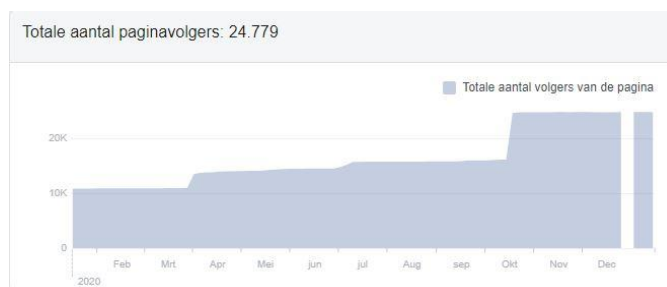 Totale aantal paginavolgers: 24.779
Totale aantal volgers van de pagina
20K
10K
0
Feb Mrt Apr Mei jun jul Aug sep Okt Nov Dec
2020